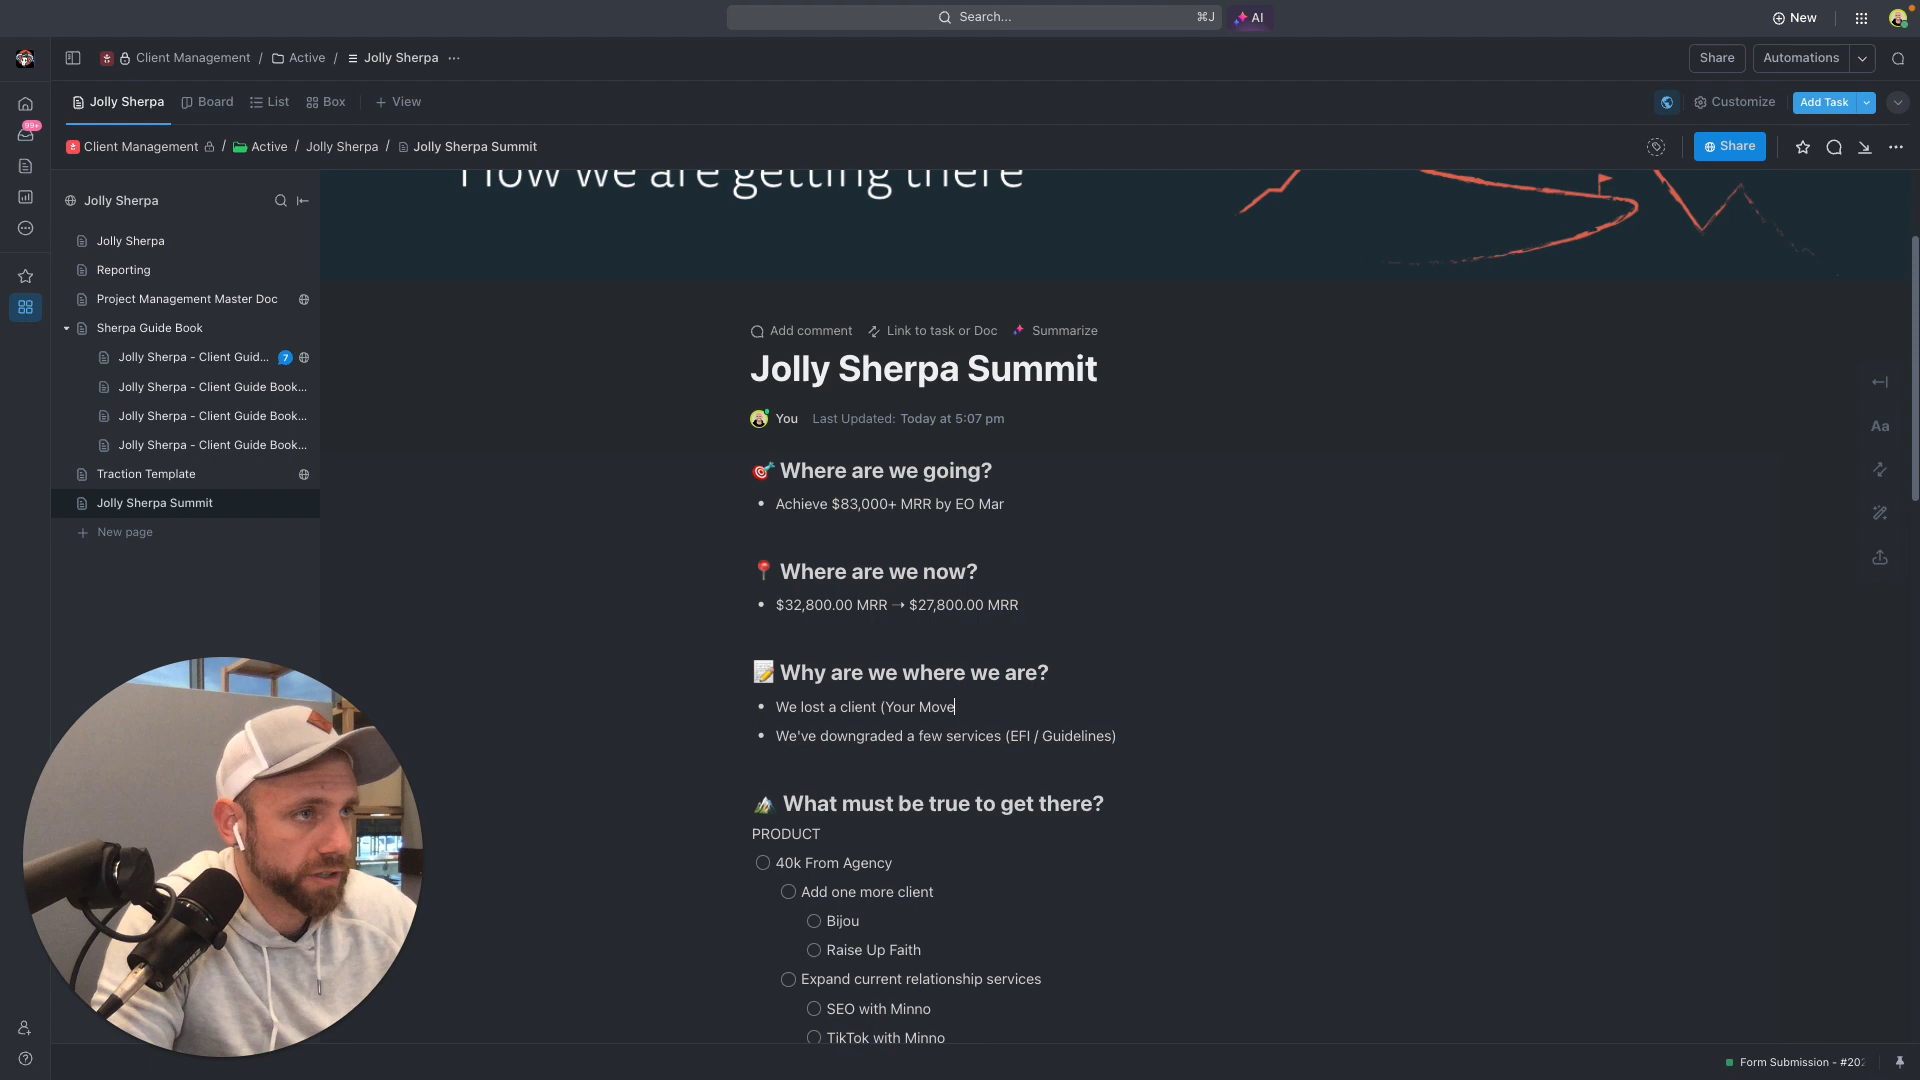 Search...
⌘J
AI
New
Client Management / Active / Jolly Sherpa ...
Share
Automations
Jolly Sherpa
Board
List
Box
+ View
Customize
Add Task
Client Management / Active / Jolly Sherpa / Jolly Sherpa Summit
Share
99+
How we are getting there
Jolly Sherpa
Jolly Sherpa
Reporting
Project Management Master Doc
Sherpa Guide Book
Jolly Sherpa - Client Guid... 7
Jolly Sherpa - Client Guide Book...
Jolly Sherpa - Client Guide Book...
Jolly Sherpa - Client Guide Book...
Traction Template
Jolly Sherpa Summit
+ New page
Add comment
Link to task or Doc
Summarize
Jolly Sherpa Summit
You Last Updated: Today at 5:07 pm
🎯 Where are we going?
• Achieve $83,000+ MRR by EO Mar
📍 Where are we now?
• $32,800.00 MRR → $27,800.00 MRR
📝 Why are we where we are?
• We lost a client (Your Move
• We've downgraded a few services (EFI / Guidelines)
🏔️ What must be true to get there?
PRODUCT
40k From Agency
Add one more client
Bijou
Raise Up Faith
Expand current relationship services
SEO with Minno
TikTok with Minno
Aa
Form Submission - #202